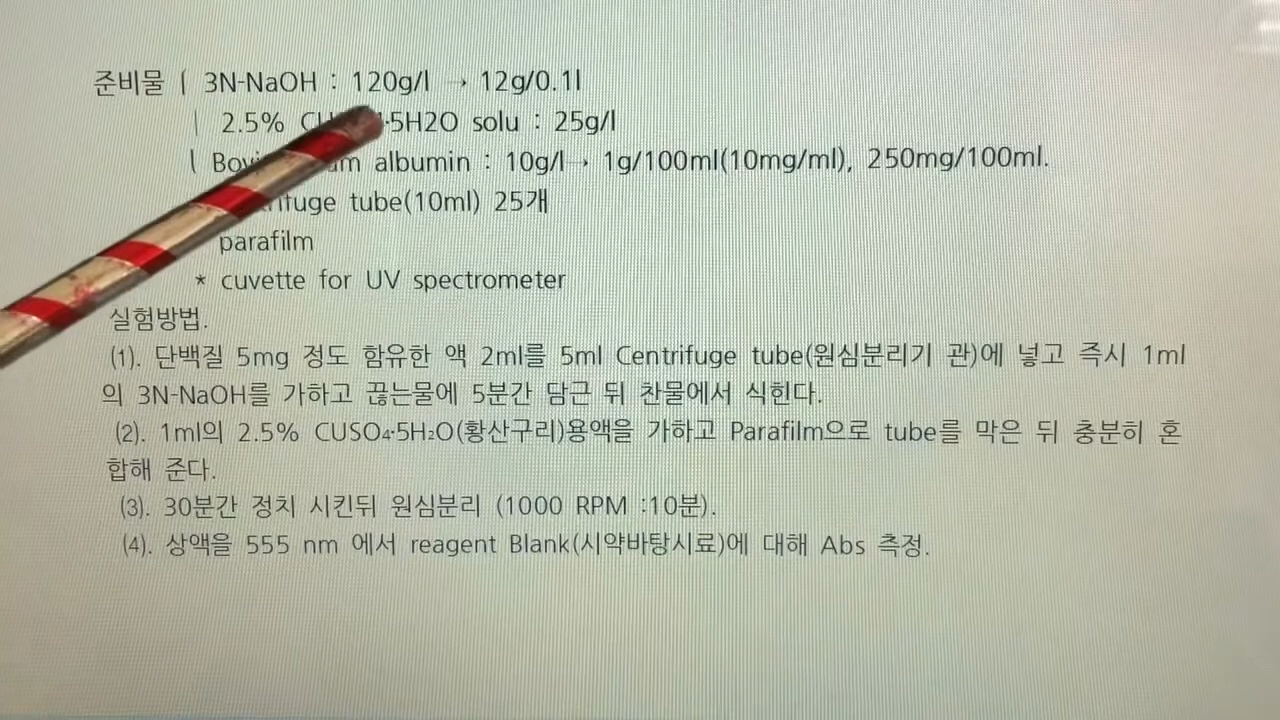 준비물 | 3N-NaOH : 120g/l → 12g/0.1l
| 2.5% 5H2O solu : 25g/l
| albumin : 10g/l → 1g/100ml(10mg/ml), 250mg/100ml.
tube(10ml) 25개
parafilm
* cuvette for UV spectrometer
실험방법.
(1). 단백질 5mg 정도 함유한 액 2ml를 5ml Centrifuge tube(원심분리기 관)에 넣고 즉시 1ml
의 3N-NaOH를 가하고 끊는물에 5분간 담근 뒤 찬물에서 식힌다.
(2). 1ml의 2.5% CUSO₄·5H₂O(황산구리)용액을 가하고 Parafilm으로 tube를 막은 뒤 충분히 혼
합해 준다.
(3). 30분간 정치 시킨뒤 원심분리 (1000 RPM :10분).
(4). 상액을 555 nm 에서 reagent Blank(시약바탕시료)에 대해 Abs 측정.